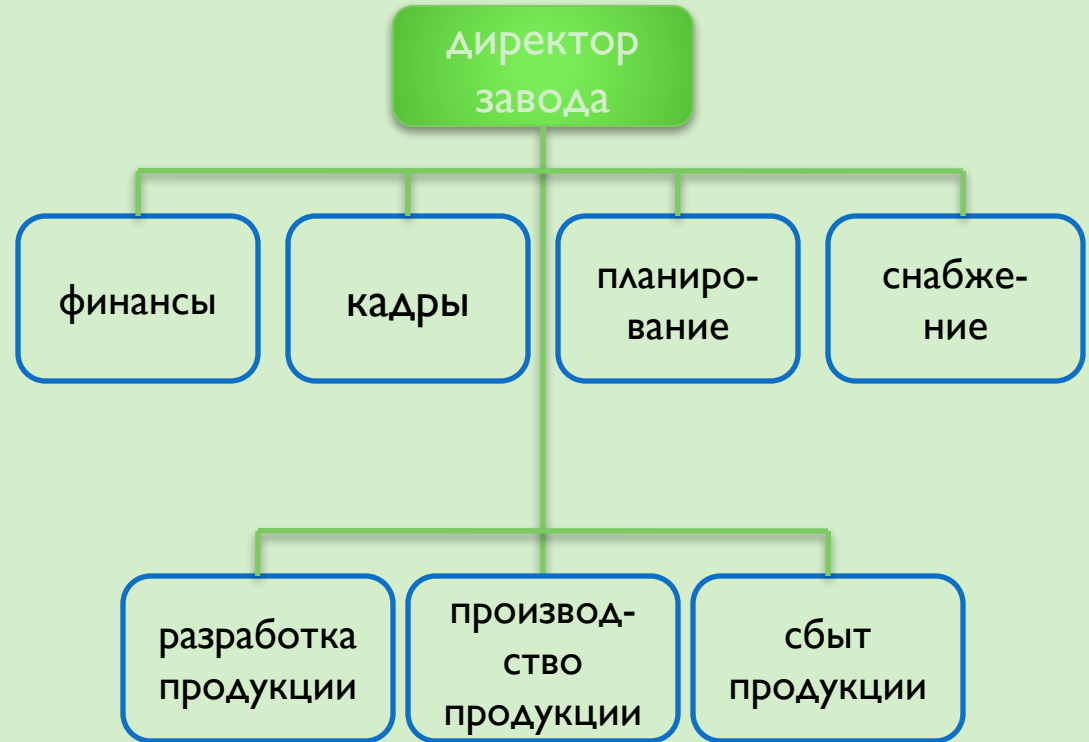 директор
завода
финансы
кадры
планиро-
вание
снабже-
ние
разработка
продукции
производ-
ство
продукции
сбыт
продукции